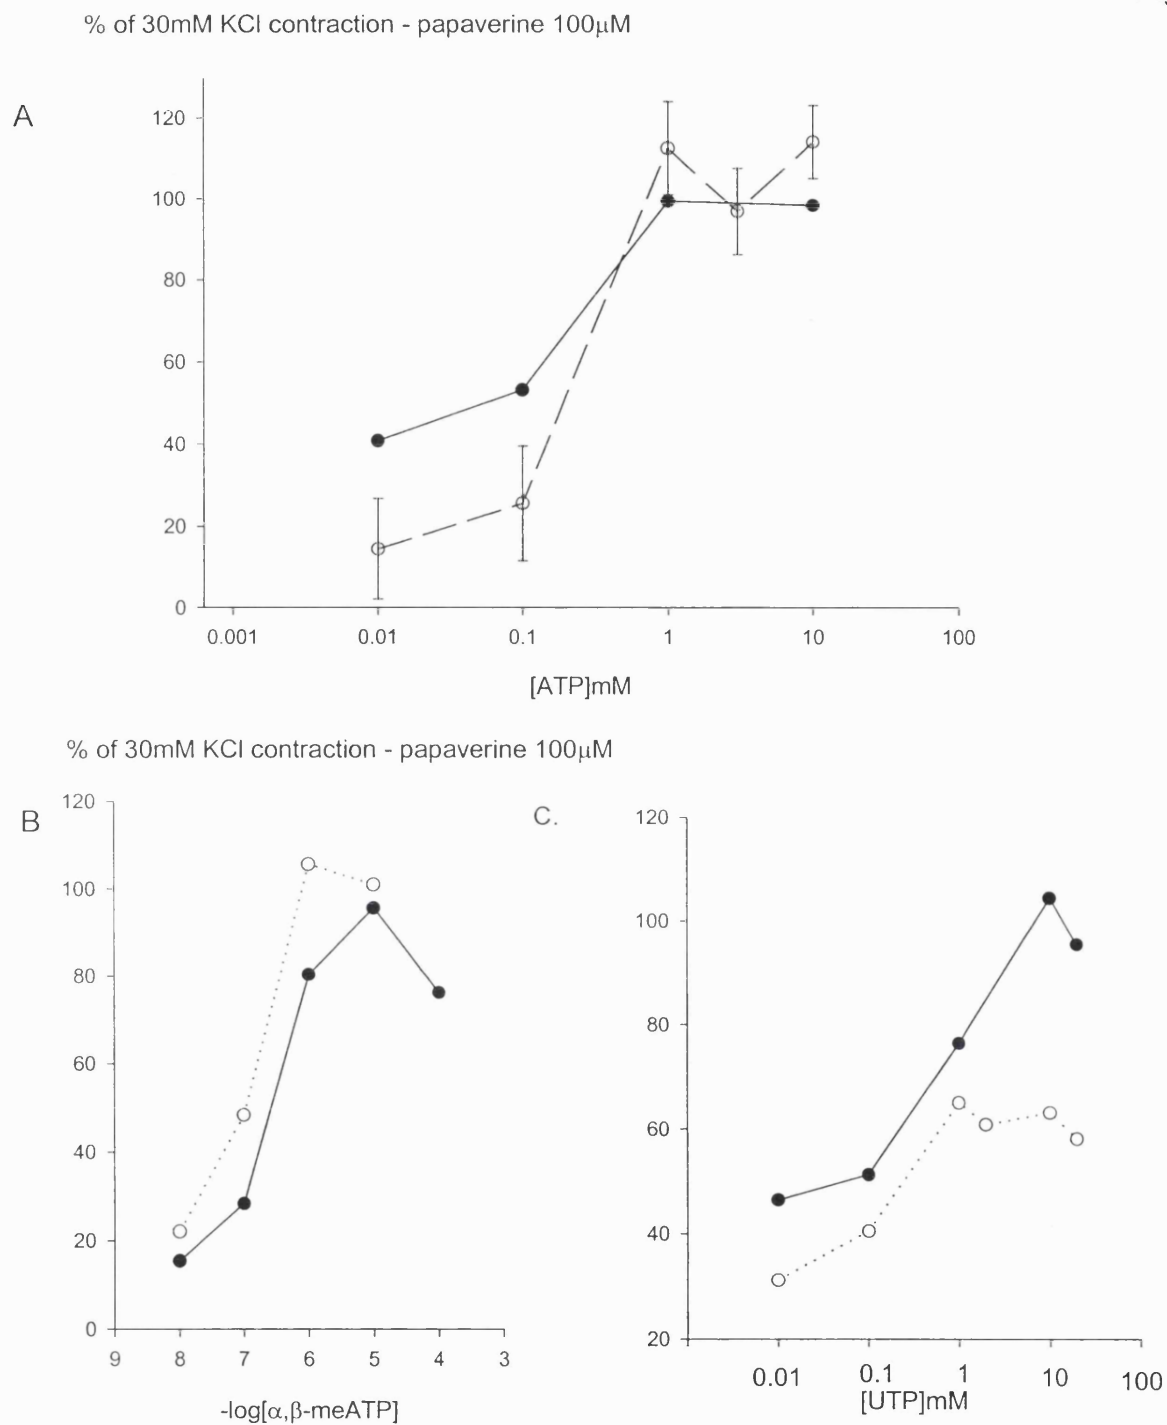 % of 30mM KCl contraction - papaverine 100µM
A
120
100
80
60
40
20
0
0.001 0.01 0.1 1 10 100
[ATP]mM
% of 30mM KCl contraction - papaverine 100µM
B
120
100
80
60
40
20
0
9 8 7 6 5 4 3
-log[α,β-meATP]
C.
120
100
80
60
40
20
0.01 0.1 1 10 100
[UTP]mM